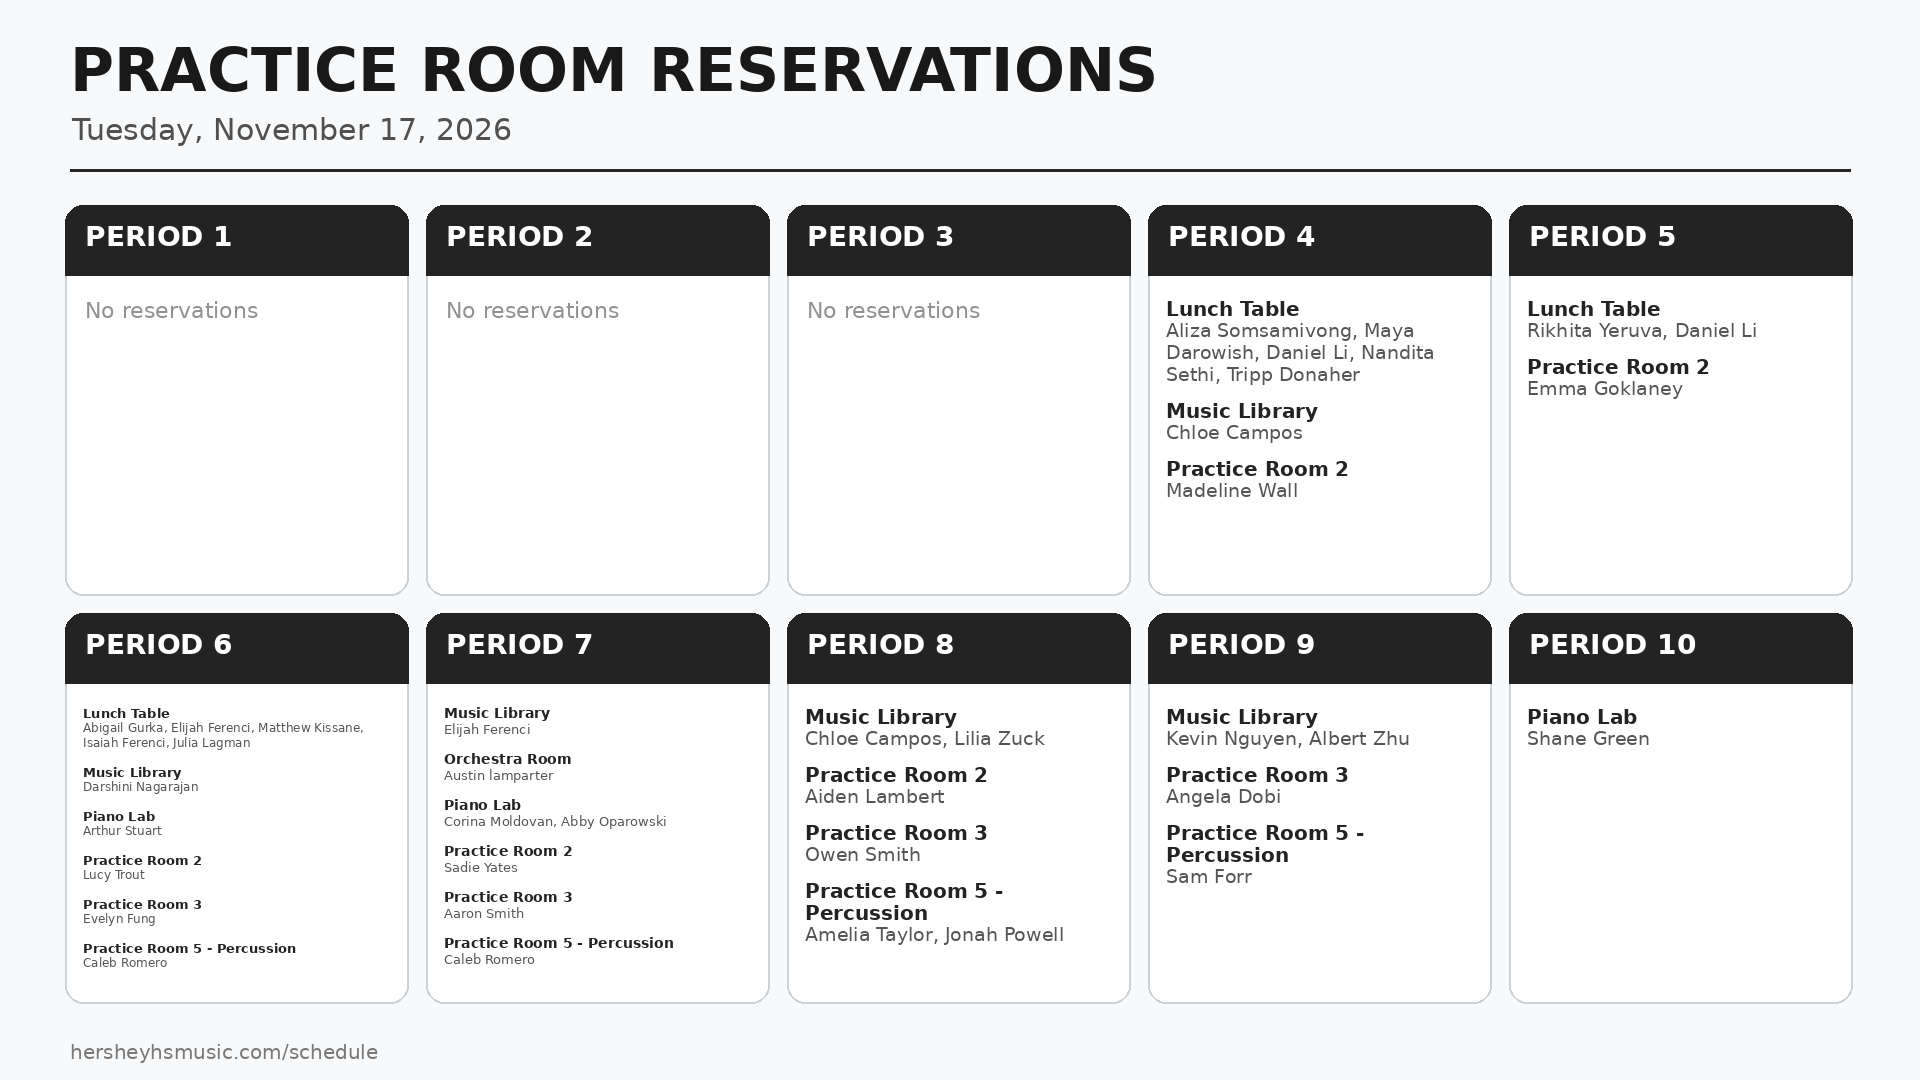 PRACTICE ROOM RESERVATIONS
Tuesday, November 17, 2026
PERIOD 1
No reservations
PERIOD 2
No reservations
PERIOD 3
No reservations
PERIOD 4
Lunch Table
Aliza Somsamivong, Maya
Darowish, Daniel Li, Nandita
Sethi, Tripp Donaher
Music Library
Chloe Campos
Practice Room 2
Madeline Wall
PERIOD 5
Lunch Table
Rikhita Yeruva, Daniel Li
Practice Room 2
Emma Goklaney
PERIOD 6
Lunch Table
Abigail Gurka, Elijah Ferenci, Matthew Kissane,
Isaiah Ferenci, Julia Lagman
Music Library
Darshini Nagarajan
Piano Lab
Arthur Stuart
Practice Room 2
Lucy Trout
Practice Room 3
Evelyn Fung
Practice Room 5 - Percussion
Caleb Romero
PERIOD 7
Music Library
Elijah Ferenci
Orchestra Room
Austin lamparter
Piano Lab
Corina Moldovan, Abby Oparowski
Practice Room 2
Sadie Yates
Practice Room 3
Aaron Smith
Practice Room 5 - Percussion
Caleb Romero
PERIOD 8
Music Library
Chloe Campos, Lilia Zuck
Practice Room 2
Aiden Lambert
Practice Room 3
Owen Smith
Practice Room 5 -
Percussion
Amelia Taylor, Jonah Powell
PERIOD 9
Music Library
Kevin Nguyen, Albert Zhu
Practice Room 3
Angela Dobi
Practice Room 5 -
Percussion
Sam Forr
PERIOD 10
Piano Lab
Shane Green
hersheyhsmusic.com/schedule